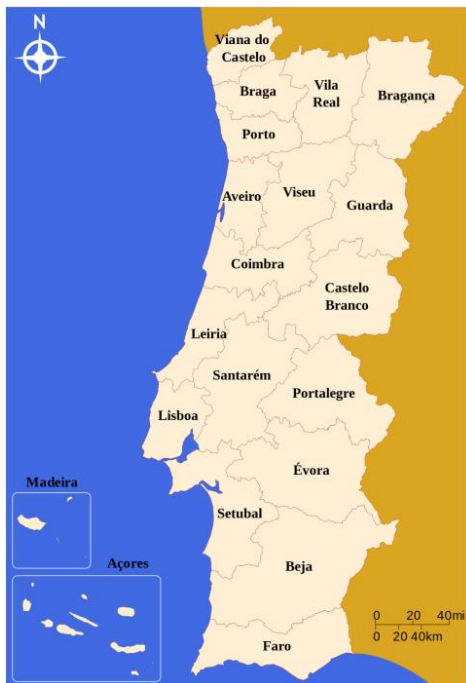 N
Viana do
Castelo
Braga
Vila
Real
Bragança
Porto
Aveiro
Viseu
Guarda
Coimbra
Castelo
Branco
Leiria
Santarém
Portalegre
Lisboa
Évora
Madeira
Setubal
Açores
Beja
0 20 40mi
0 20 40km
Faro